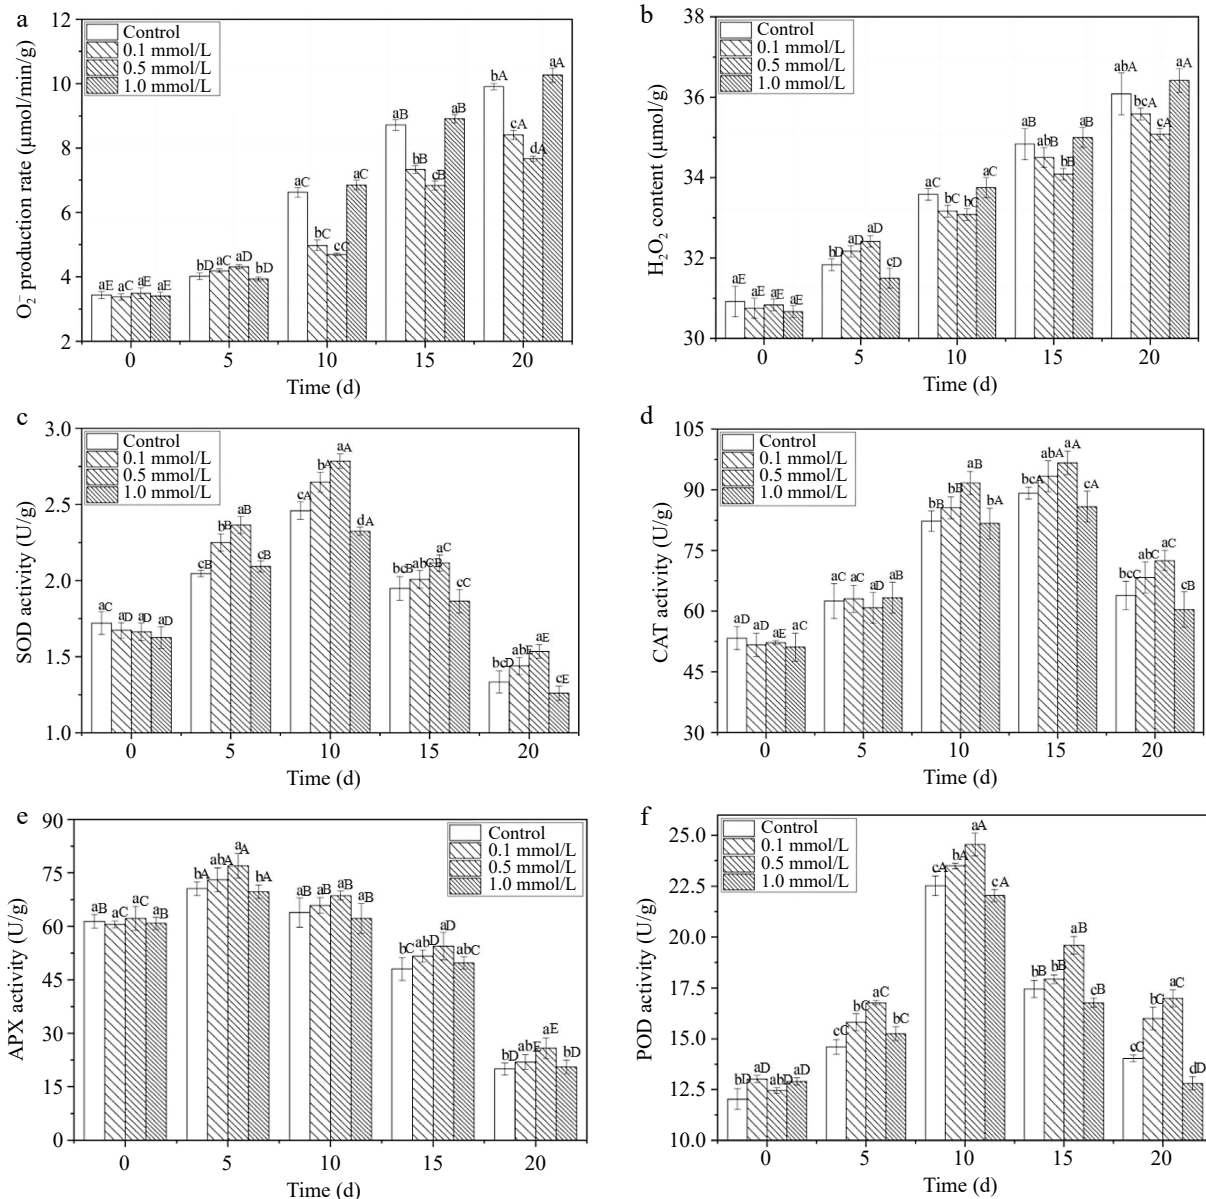 a
O₂⁻ production rate (μmol/min/g)
12
10
8
6
4
2
Control
0.1 mmol/L
0.5 mmol/L
1.0 mmol/L
aE aC aE aE
bD aC aD bD
aC bC cC aC
aB bB cB aB
bA cA dA aA
0 5 10 15 20
Time (d)
b
H₂O₂ content (μmol/g)
38
36
34
32
30
Control
0.1 mmol/L
0.5 mmol/L
1.0 mmol/L
aE aE aE aE
bD aD aD cD
aC bC bC aC
aB abB bB aB
abA bcA cA aA
0 5 10 15 20
Time (d)
c
SOD activity (U/g)
3.0
2.5
2.0
1.5
1.0
Control
0.1 mmol/L
0.5 mmol/L
1.0 mmol/L
aC aD aD aD
cB bB aB cB
cA bA aA dA
bcB abCB aC cC
bcD abE aE cE
0 5 10 15 20
Time (d)
d
CAT activity (U/g)
105
90
75
60
45
30
Control
0.1 mmol/L
0.5 mmol/L
1.0 mmol/L
aD aD aE aC
aC aC aD aB
bB bB aB bA
bcA abA aA cA
bcC abC aC cB
0 5 10 15 20
Time (d)
e
APX activity (U/g)
90
75
60
45
30
15
0
Control
0.1 mmol/L
0.5 mmol/L
1.0 mmol/L
aB aC aC aB
bA abA aA bA
aB aB aB aB
bC abD aD abC
bD abE aE bD
0 5 10 15 20
Time (d)
f
POD activity (U/g)
25.0
22.5
20.0
17.5
15.0
12.5
10.0
Control
0.1 mmol/L
0.5 mmol/L
1.0 mmol/L
bD aD abD aD
cC bC aC bC
cA bA aA cA
bB bB aB cB
cC bC aC dD
0 5 10 15 20
Time (d)